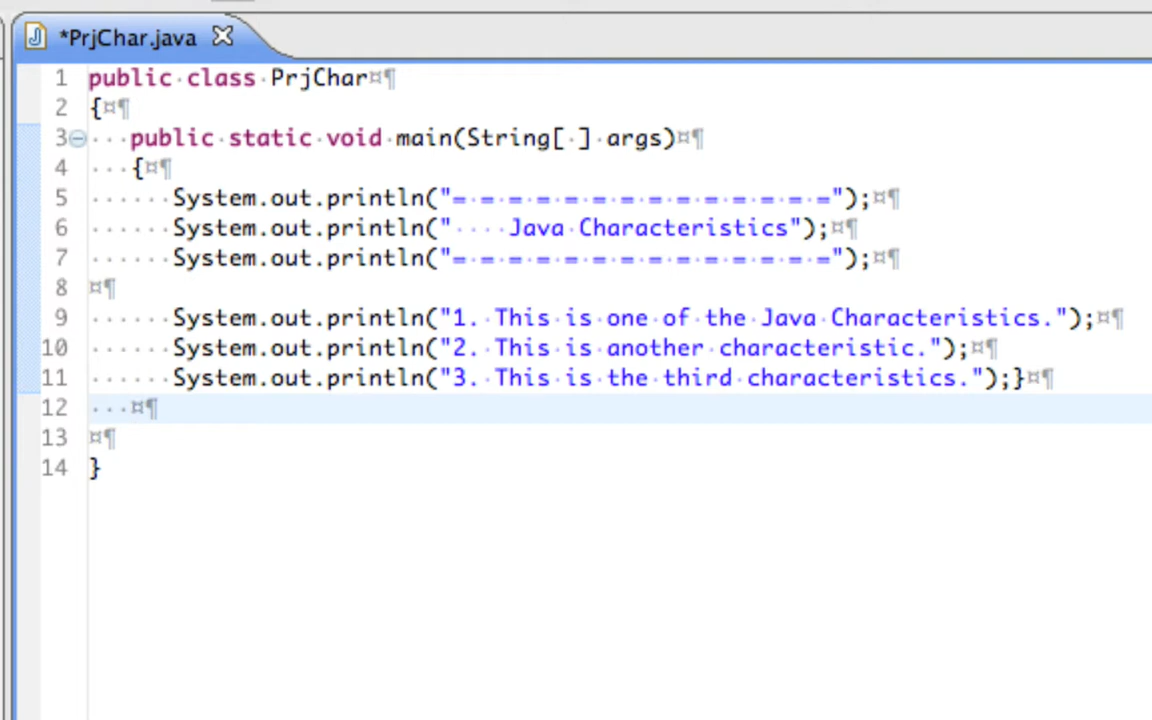 *PrjChar.java
1 public class PrjChar
2 {
3    public static void main(String[ ] args)
4    {
5       System.out.println("= = = = = = = = = = = = = =");
6       System.out.println("    Java Characteristics");
7       System.out.println("= = = = = = = = = = = = = =");
8
9       System.out.println("1. This is one of the Java Characteristics.");
10       System.out.println("2. This is another characteristic.");
11       System.out.println("3. This is the third characteristics.");}
12
13
14 }